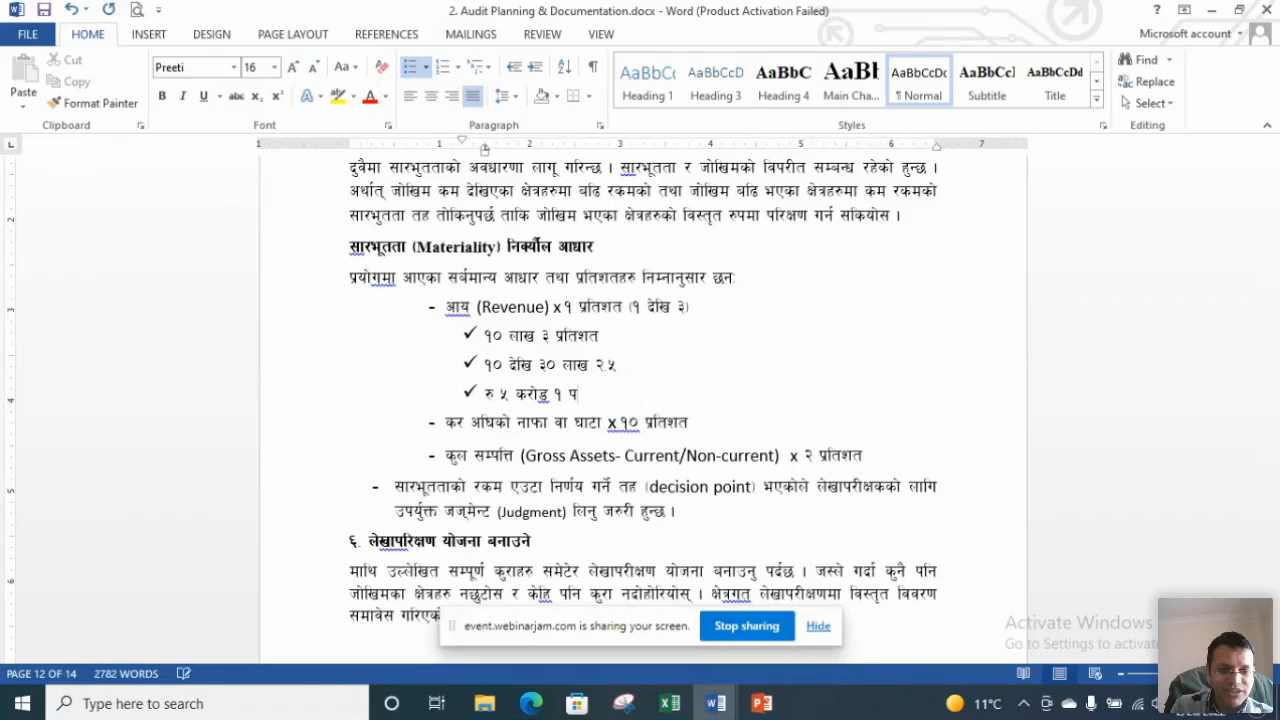 2. Audit Planning & Documentation.docx - Word (Product Activation Failed)
FILE HOME INSERT DESIGN PAGE LAYOUT REFERENCES MAILINGS REVIEW VIEW Microsoft account
Cut
Copy
Format Painter
Paste
Clipboard
Preeti 16
Font
Paragraph
AaBbC( Heading 1
AaBbCcD Heading 3
AaBbC Heading 4
AaBb Main Cha...
AaBbCcDc ¶ Normal
AaBbCcD Subtitle
AaBbCcDd Title
Styles
Find
Replace
Select
Editing
दुवैमा सारभुतताको अवधारणा लागू गरिन्छ । सारभूतता र जोखिमको विपरीत सम्बन्ध रहेको हुन्छ ।
अर्थात् जोखिम कम देखिएका क्षेत्रहरुमा बढि रकमको तथा जोखिम बढि भएका क्षेत्रहरुमा कम रकमको
सारभुतता तह तोकिनुपर्छ ताकि जोखिम भएका क्षेत्रहरुको विस्तृत रुपमा परिक्षण गर्न सकियोस ।
सारभूतता (Materiality) निर्क्यौल आधार
प्रयोगमा आएका सर्बमान्य आधार तथा प्रतिशतहरु निम्नानुसार छन:
- आय (Revenue) x १ प्रतिशत (१ देखि ३)
✓ १० लाख ३ प्रतिशत
✓ १० देखि ३० लाख २.५
✓ रु ५ करोड १ प
- कर अघिको नाफा वा घाटा x १० प्रतिशत
- कुल सम्पत्ति (Gross Assets- Current/Non-current) x २ प्रतिशत
- सारभूतताको रकम एउटा निर्णय गर्ने तह (decision point) भएकोले लेखापरीक्षकको लागि
उपर्युक्त जज्मेन्ट (Judgment) लिनु जरुरी हुन्छ ।
६. लेखापरिक्षण योजना बनाउने
माथि उल्लेखित सम्पूर्ण कुराहरु समेटेर लेखापरीक्षण योजना बनाउनु पर्दछ । जस्ले गर्दा कुनै पनि
जोखिमका क्षेत्रहरु नछुटोस र केहि पनि कुरा नदोहोरियोस् । क्षेत्रगत् लेखापरीक्षणमा विस्तृत विवरण
समावेस गरिएको
event.webinarjam.com is sharing your screen. Stop sharing Hide
Activate Windows
Go to Settings to activate
PAGE 12 OF 14 2782 WORDS
Type here to search
11°C